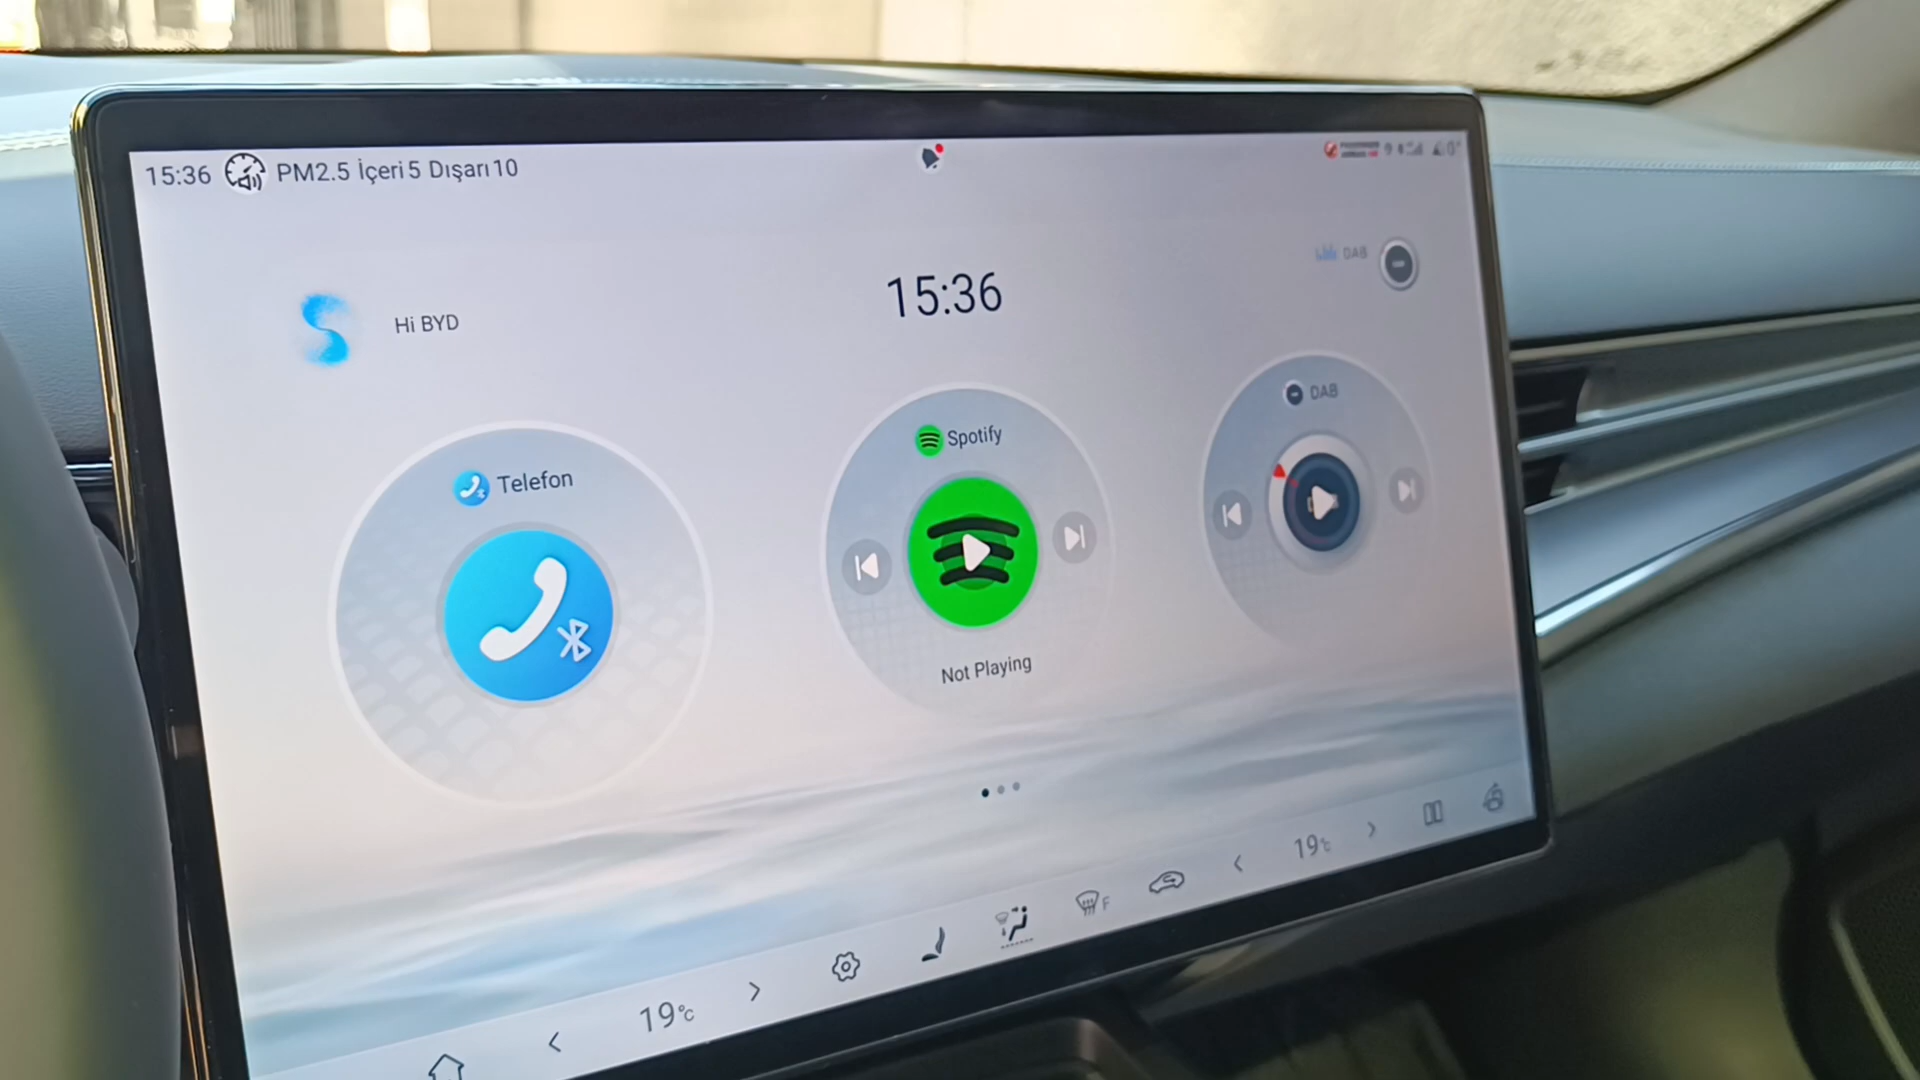 15:36 PM2.5 İçeri 5 Dışarı 10
Hi BYD
15:36
DAB
Telefon
Spotify
DAB
Not Playing
19°C
F
19°C